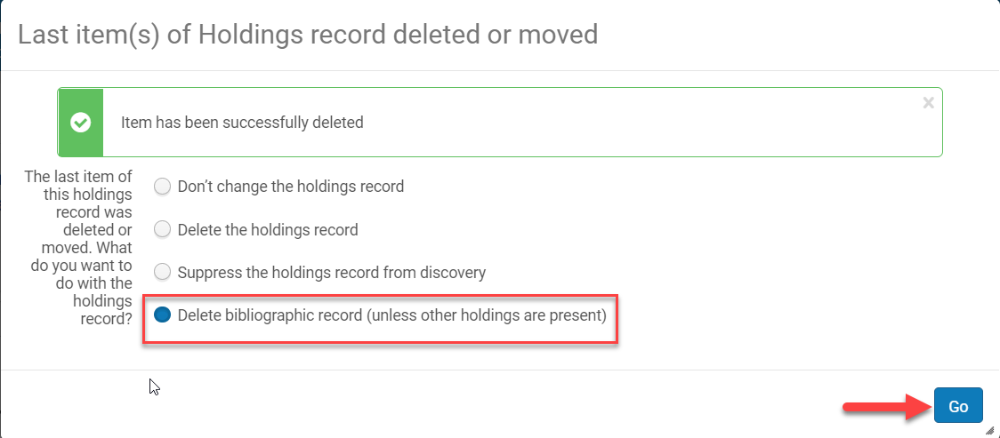 Last item(s) of Holdings record deleted or moved
Item has been successfully deleted
×
The last item of
this holdings
record was
deleted or
moved. What
do you want to
do with the
holdings
record?
Don’t change the holdings record
Delete the holdings record
Suppress the holdings record from discovery
Delete bibliographic record (unless other holdings are present)
Go